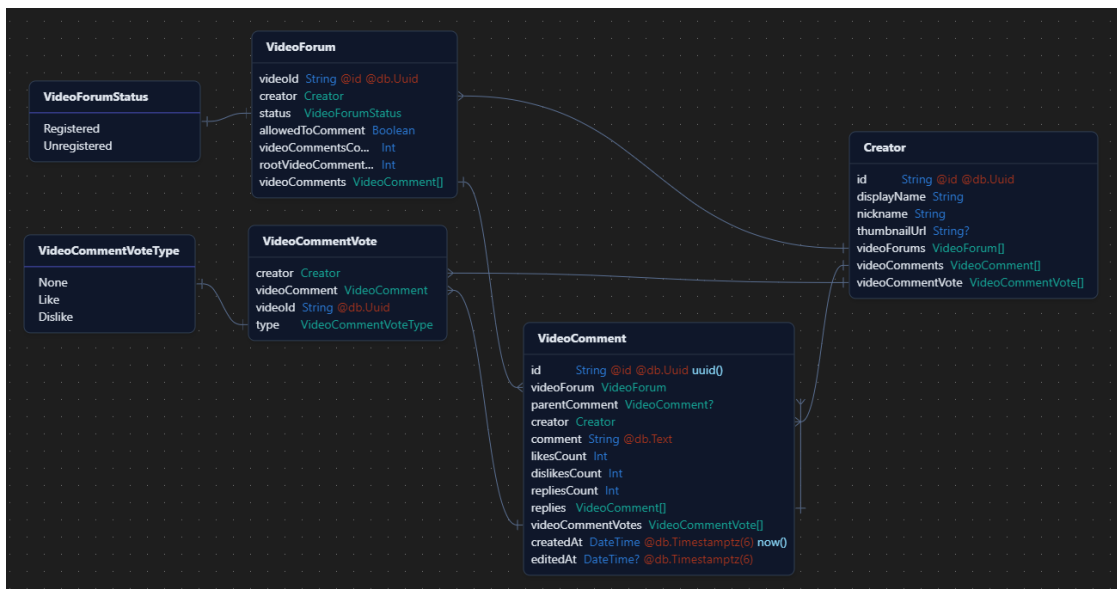 VideoForum
videoId String @id @db.Uuid
creator Creator
status VideoForumStatus
allowedToComment Boolean
videoCommentsCo... Int
rootVideoComment... Int
videoComments VideoComment[]
VideoForumStatus
Registered
Unregistered
Creator
id String @id @db.Uuid
displayName String
nickname String
thumbnailUrl String?
videoForums VideoForum[]
videoComments VideoComment[]
videoCommentVote VideoCommentVote[]
VideoCommentVoteType
None
Like
Dislike
VideoCommentVote
creator Creator
videoComment VideoComment
videoId String @db.Uuid
type VideoCommentVoteType
VideoComment
id String @id @db.Uuid uuid()
videoForum VideoForum
parentComment VideoComment?
creator Creator
comment String @db.Text
likesCount Int
dislikesCount Int
repliesCount Int
replies VideoComment[]
videoCommentVotes VideoCommentVote[]
createdAt DateTime @db.Timestamptz(6) now()
editedAt DateTime? @db.Timestamptz(6)